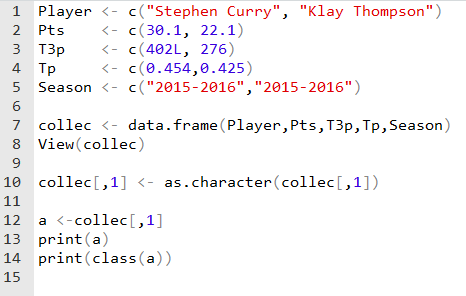 1 Player <- c("Stephen Curry", "Klay Thompson")
2 Pts    <- c(30.1, 22.1)
3 T3p    <- c(402L, 276)
4 Tp     <- c(0.454,0.425)
5 Season <- c("2015-2016","2015-2016")
6
7 collec <- data.frame(Player,Pts,T3p,Tp,Season)
8 View(collec)
9
10 collec[,1] <- as.character(collec[,1])
11
12 a <-collec[,1]
13 print(a)
14 print(class(a))
15